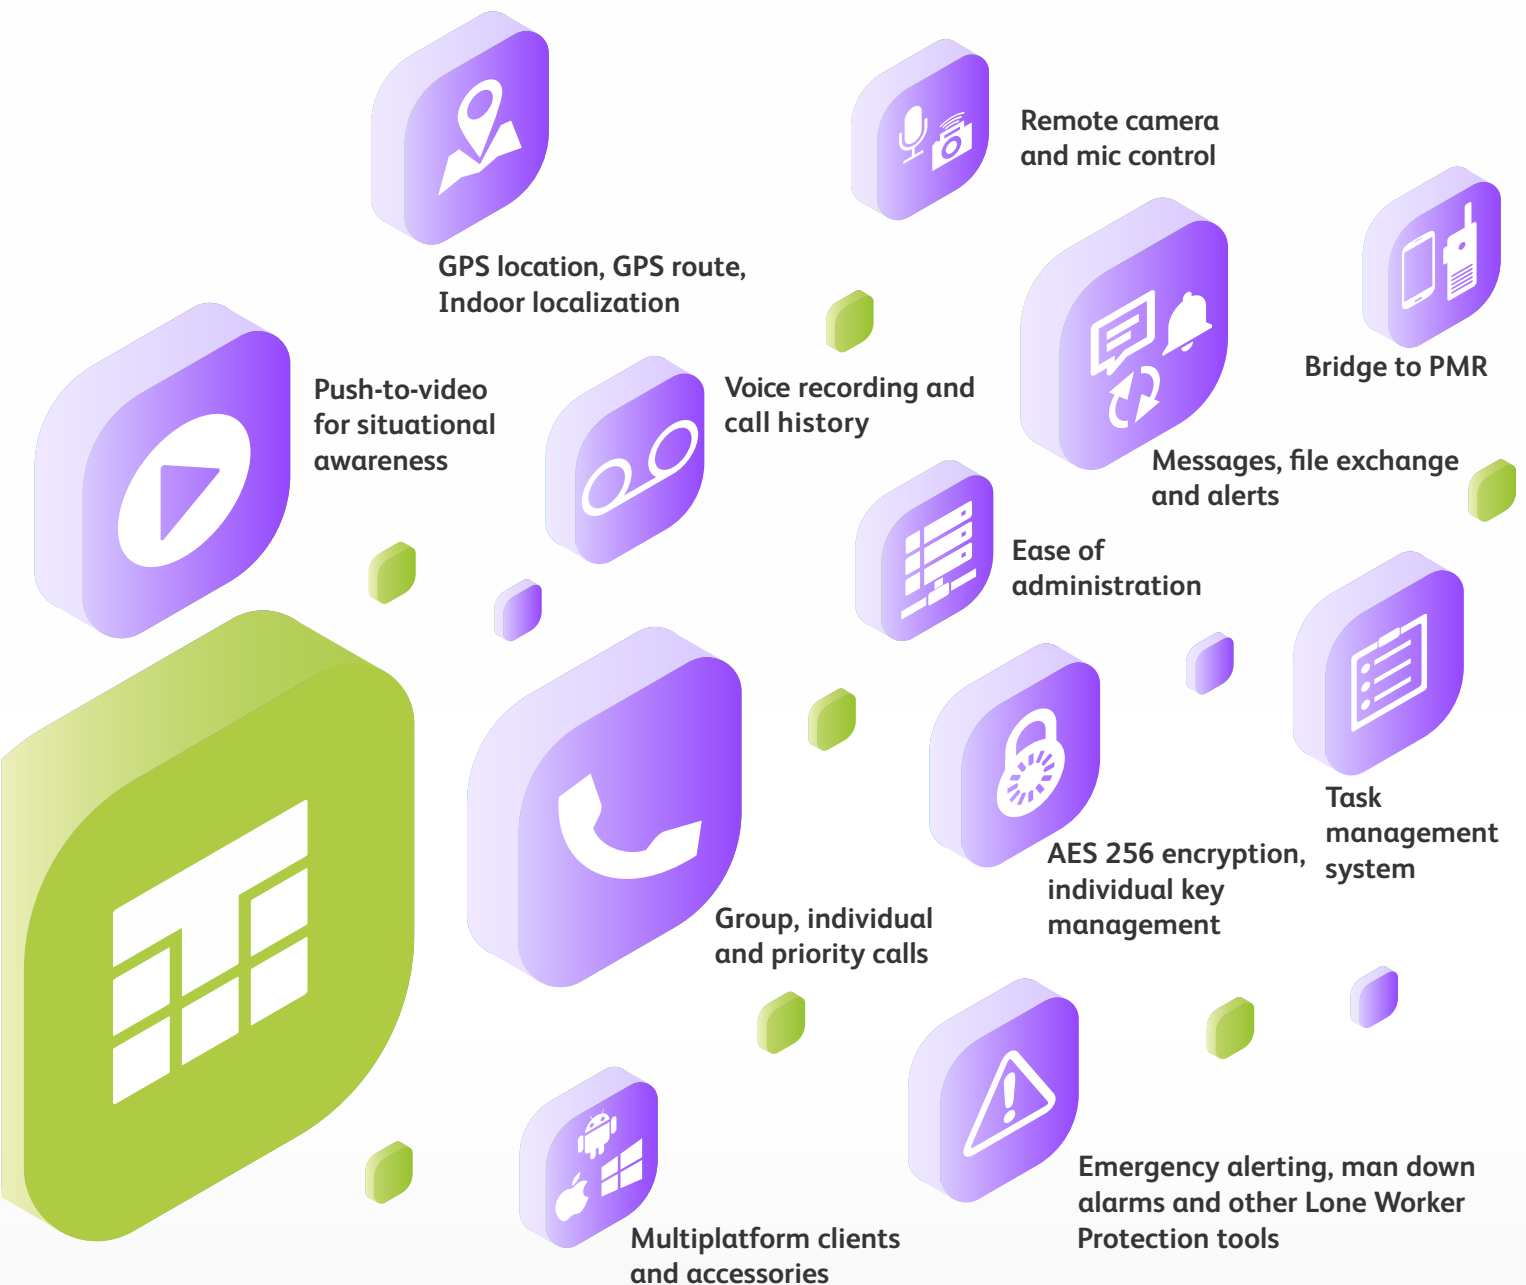 Remote camera
and mic control
GPS location, GPS route,
Indoor localization
Bridge to PMR
Push-to-video
for situational
awareness
Voice recording and
call history
Messages, file exchange
and alerts
Ease of
administration
Task
management
system
AES 256 encryption,
individual key
management
Group, individual
and priority calls
Emergency alerting, man down
alarms and other Lone Worker
Protection tools
Multiplatform clients
and accessories